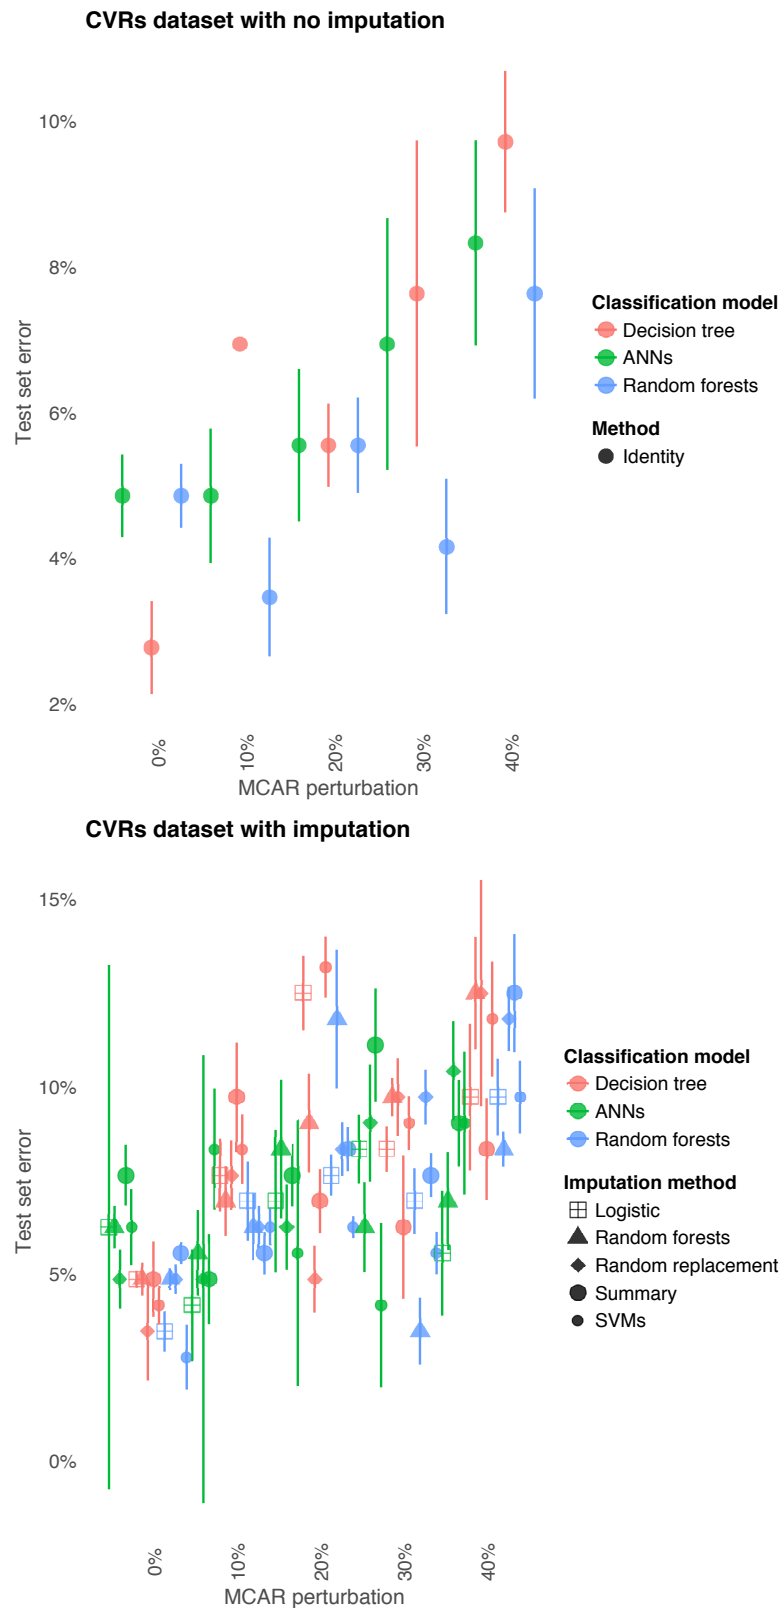 CVRs dataset with no imputation
10%
8%
6%
4%
2%
Test set error
0%
10%
20%
30%
40%
MCAR perturbation
Classification model
Decision tree
ANNs
Random forests
Method
Identity
CVRs dataset with imputation
15%
10%
5%
0%
Test set error
0%
10%
20%
30%
40%
MCAR perturbation
Classification model
Decision tree
ANNs
Random forests
Imputation method
Logistic
Random forests
Random replacement
Summary
SVMs